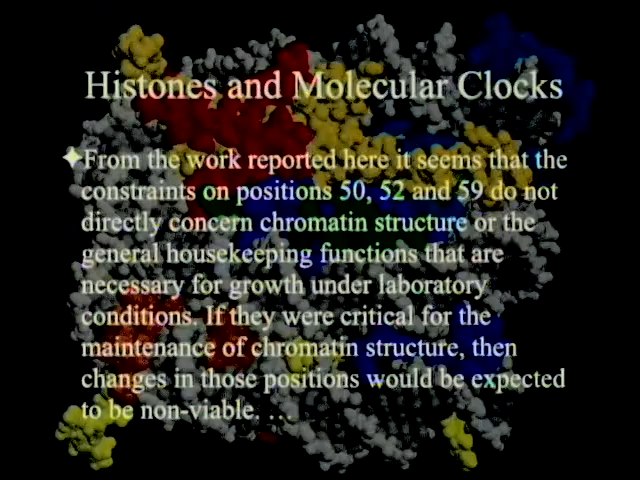 Histones and Molecular Clocks
From the work reported here it seems that the
constraints on positions 50, 52 and 59 do not
directly concern chromatin structure or the
general housekeeping functions that are
necessary for growth under laboratory
conditions. If they were critical for the
maintenance of chromatin structure, then
changes in those positions would be expected
to be non-viable. …